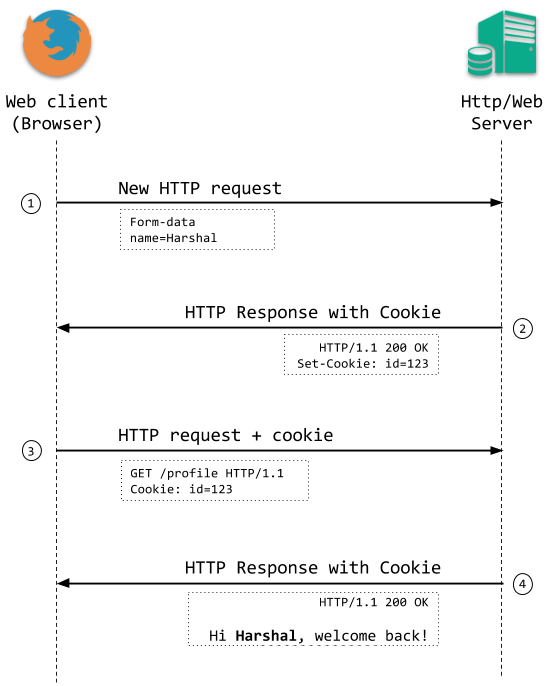 Web client
(Browser)
Http/Web
Server
New HTTP request
1
Form-data
name=Harshal
HTTP Response with Cookie
2
HTTP/1.1 200 OK
Set-Cookie: id=123
HTTP request + cookie
3
GET /profile HTTP/1.1
Cookie: id=123
HTTP Response with Cookie
4
HTTP/1.1 200 OK
Hi Harshal, welcome back!